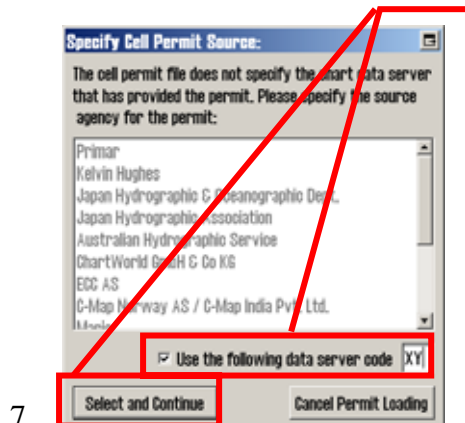 Specify Cell Permit Source:
The cell permit file does not specify the chart data server
that has provided the permit. Please specify the source
agency for the permit:
Primar
Kelvin Hughes
Japan Hydrographic & Oceanographic Dept.
Japan Hydrographic Association
Australian Hydrographic Service
ChartWorld GmbH & Co KG
ECC AS
C-Map Norway AS / C-Map India Pvt. Ltd.
Use the following data server code XY
7 Select and Continue Cancel Permit Loading